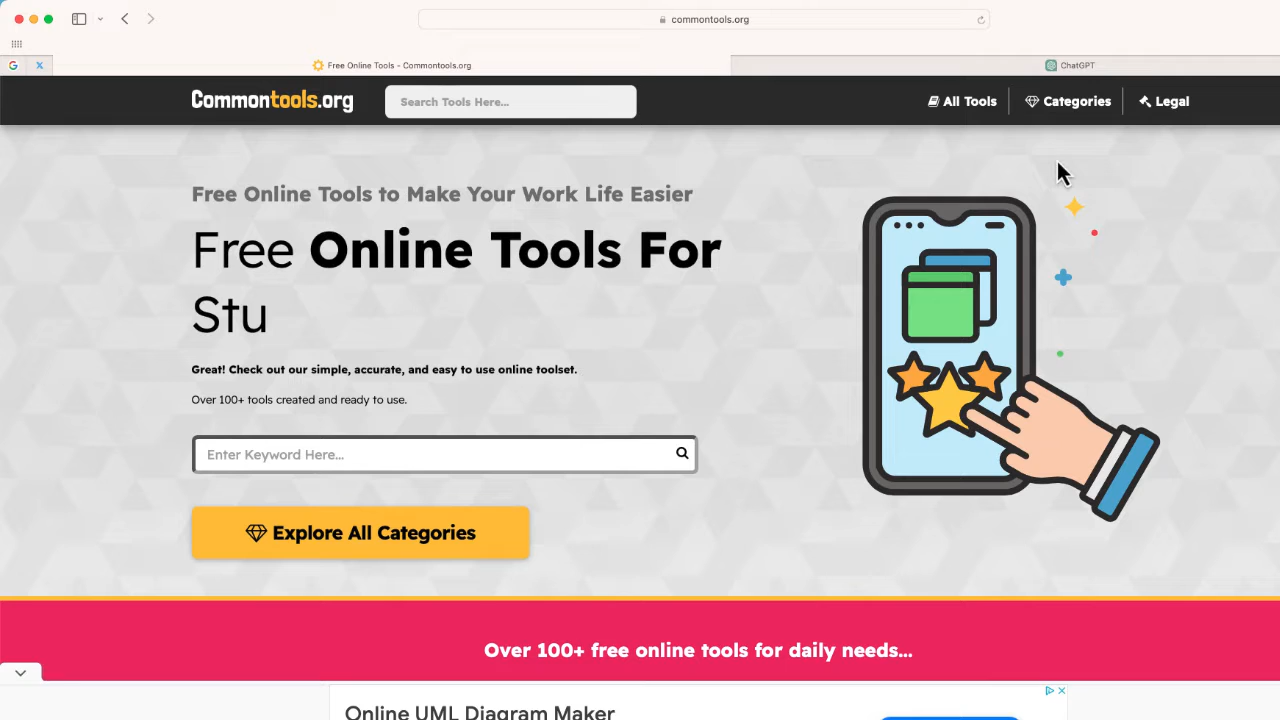 commontools.org
Free Online Tools - Commontools.org
ChatGPT
Commontools.org
Search Tools Here...
All Tools
Categories
Legal
Free Online Tools to Make Your Work Life Easier
Free Online Tools For
Stu
Great! Check out our simple, accurate, and easy to use online toolset.
Over 100+ tools created and ready to use.
Enter Keyword Here...
Explore All Categories
Over 100+ free online tools for daily needs...
Online UML Diagram Maker